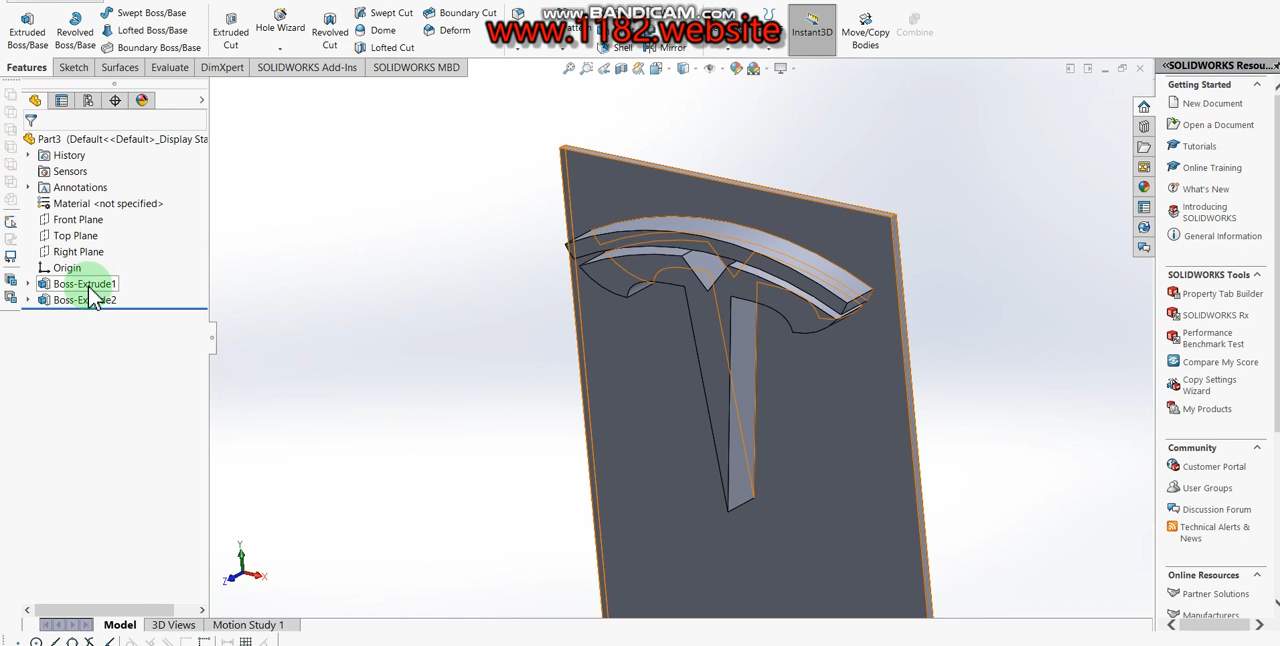 www.BANDICAM.com
www.1182.website
Extruded Boss/Base
Revolved Boss/Base
Swept Boss/Base
Lofted Boss/Base
Boundary Boss/Base
Extruded Cut
Hole Wizard
Revolved Cut
Swept Cut
Dome
Lofted Cut
Boundary Cut
Deform
Shell
Mirror
Instant3D
Move/Copy Bodies
Combine
Features
Sketch
Surfaces
Evaluate
DimXpert
SOLIDWORKS Add-Ins
SOLIDWORKS MBD
Part3 (Default<<Default>_Display Sta
History
Sensors
Annotations
Material <not specified>
Front Plane
Top Plane
Right Plane
Origin
Boss-Extrude1
Boss-Extrude2
Y
Z
X
Model
3D Views
Motion Study 1
SOLIDWORKS Resou...
Getting Started
New Document
Open a Document
Tutorials
Online Training
What's New
Introducing
SOLIDWORKS
General Information
SOLIDWORKS Tools
Property Tab Builder
SOLIDWORKS Rx
Performance
Benchmark Test
Compare My Score
Copy Settings
Wizard
My Products
Community
Customer Portal
User Groups
Discussion Forum
Technical Alerts &
News
Online Resources
Partner Solutions
Manufacturers